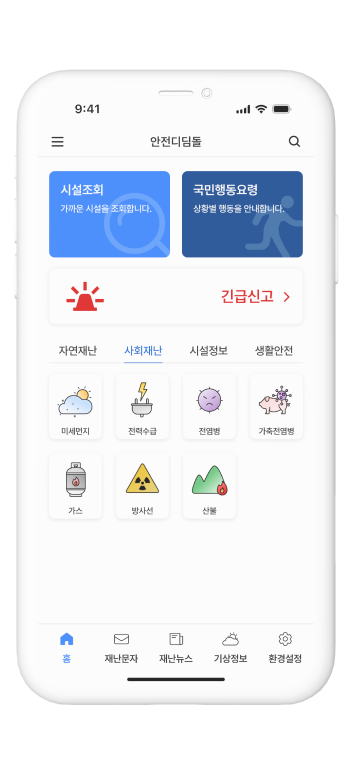 9:41
안전디딤돌
시설조회
가까운 시설을 조회합니다.
국민행동요령
상황별 행동을 안내합니다.
긴급신고
자연재난 사회재난 시설정보 생활안전
미세먼지 전력수급 전염병 가축전염병
가스 방사선 산불
홈 재난문자 재난뉴스 기상정보 환경설정